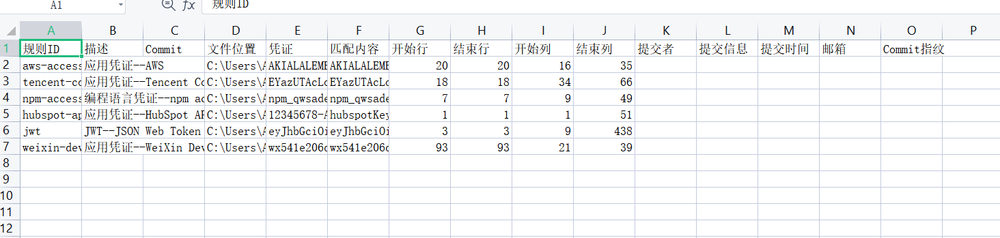 A1 fx 规则ID
A B C D E F G H I J K L M N O P
1 规则ID 描述 Commit 文件位置 凭证 匹配内容 开始行 结束行 开始列 结束列 提交者 提交信息 提交时间 邮箱 Commit指纹
2 aws-access 应用凭证--AWS C:\Users\A AKIALALEME AKIALALEME 20 20 16 35
3 tencent-co 应用凭证--Tencent Co C:\Users\A EYazUTAcLo EYazUTAcLo 18 18 34 66
4 npm-access 编程语言凭证--npm ac C:\Users\A npm_qwsade npm_qwsade 7 7 9 49
5 hubspot-ap 应用凭证--HubSpot AP C:\Users\A 12345678-A hubspotKey 1 1 1 51
6 jwt JWT--JSON Web Token C:\Users\A eyJhbGciOi eyJhbGciOi 3 3 9 438
7 weixin-dev 应用凭证--WeiXin Dev C:\Users\A wx541e206d wx541e206d 93 93 21 39
8
9
10
11
12